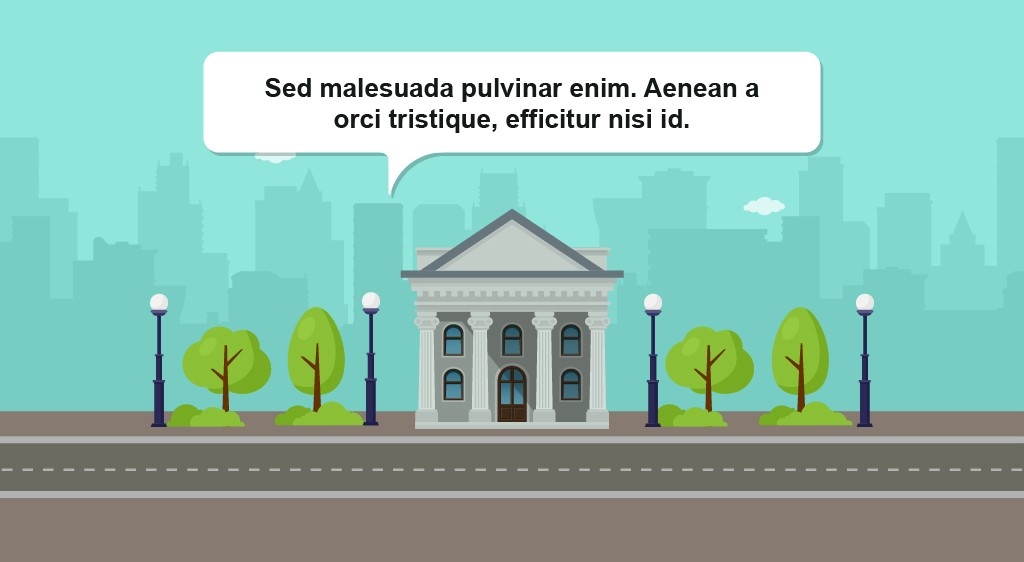 Sed malesuada pulvinar enim. Aenean a
orci tristique, efficitur nisi id.